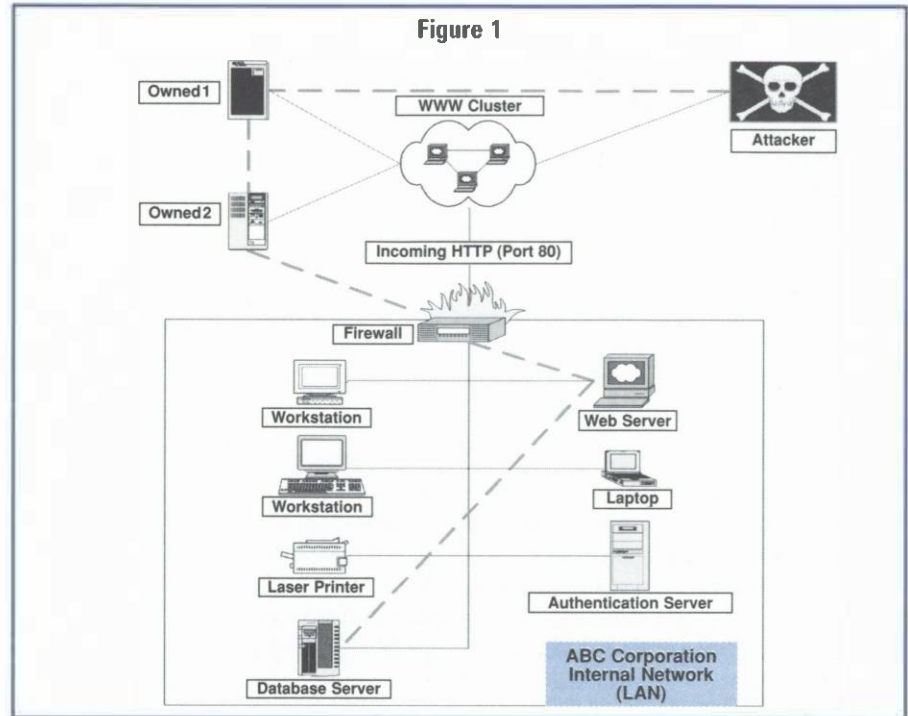 Figure 1
Owned1
WWW Cluster
Attacker
Owned2
Incoming HTTP (Port 80)
Firewall
Workstation
Web Server
Workstation
Laptop
Laser Printer
Authentication Server
Database Server
ABC Corporation
Internal Network
(LAN)